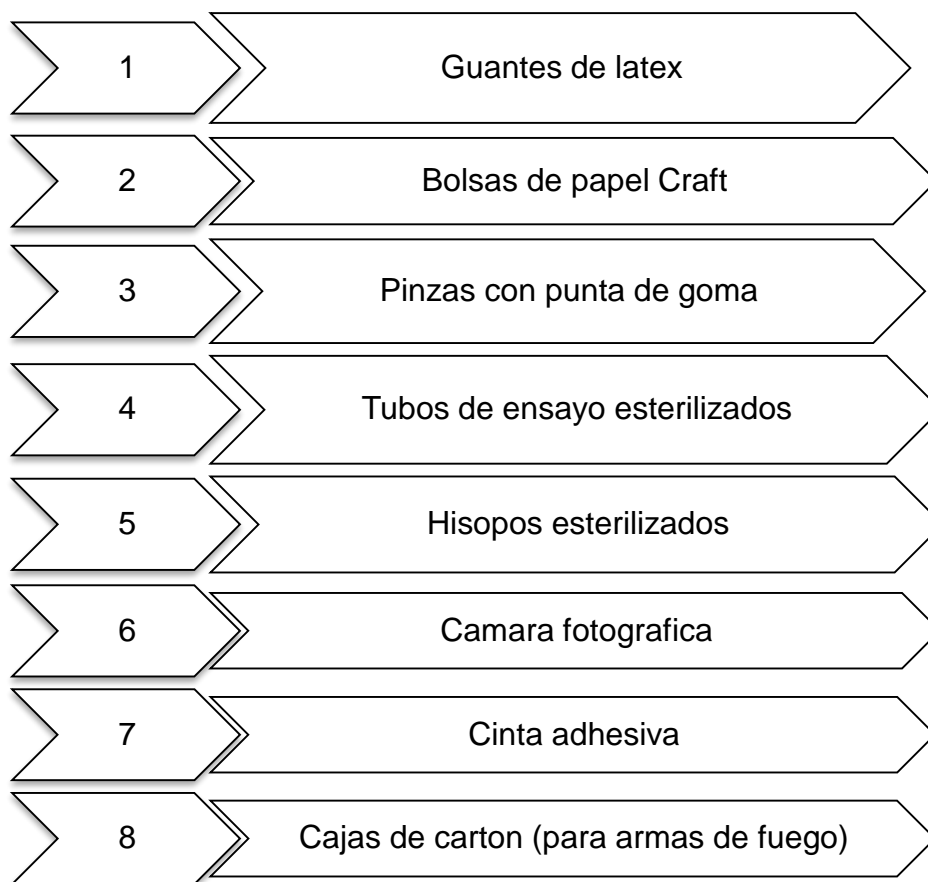 1 Guantes de latex
2 Bolsas de papel Craft
3 Pinzas con punta de goma
4 Tubos de ensayo esterilizados
5 Hisopos esterilizados
6 Camara fotografica
7 Cinta adhesiva
8 Cajas de carton (para armas de fuego)